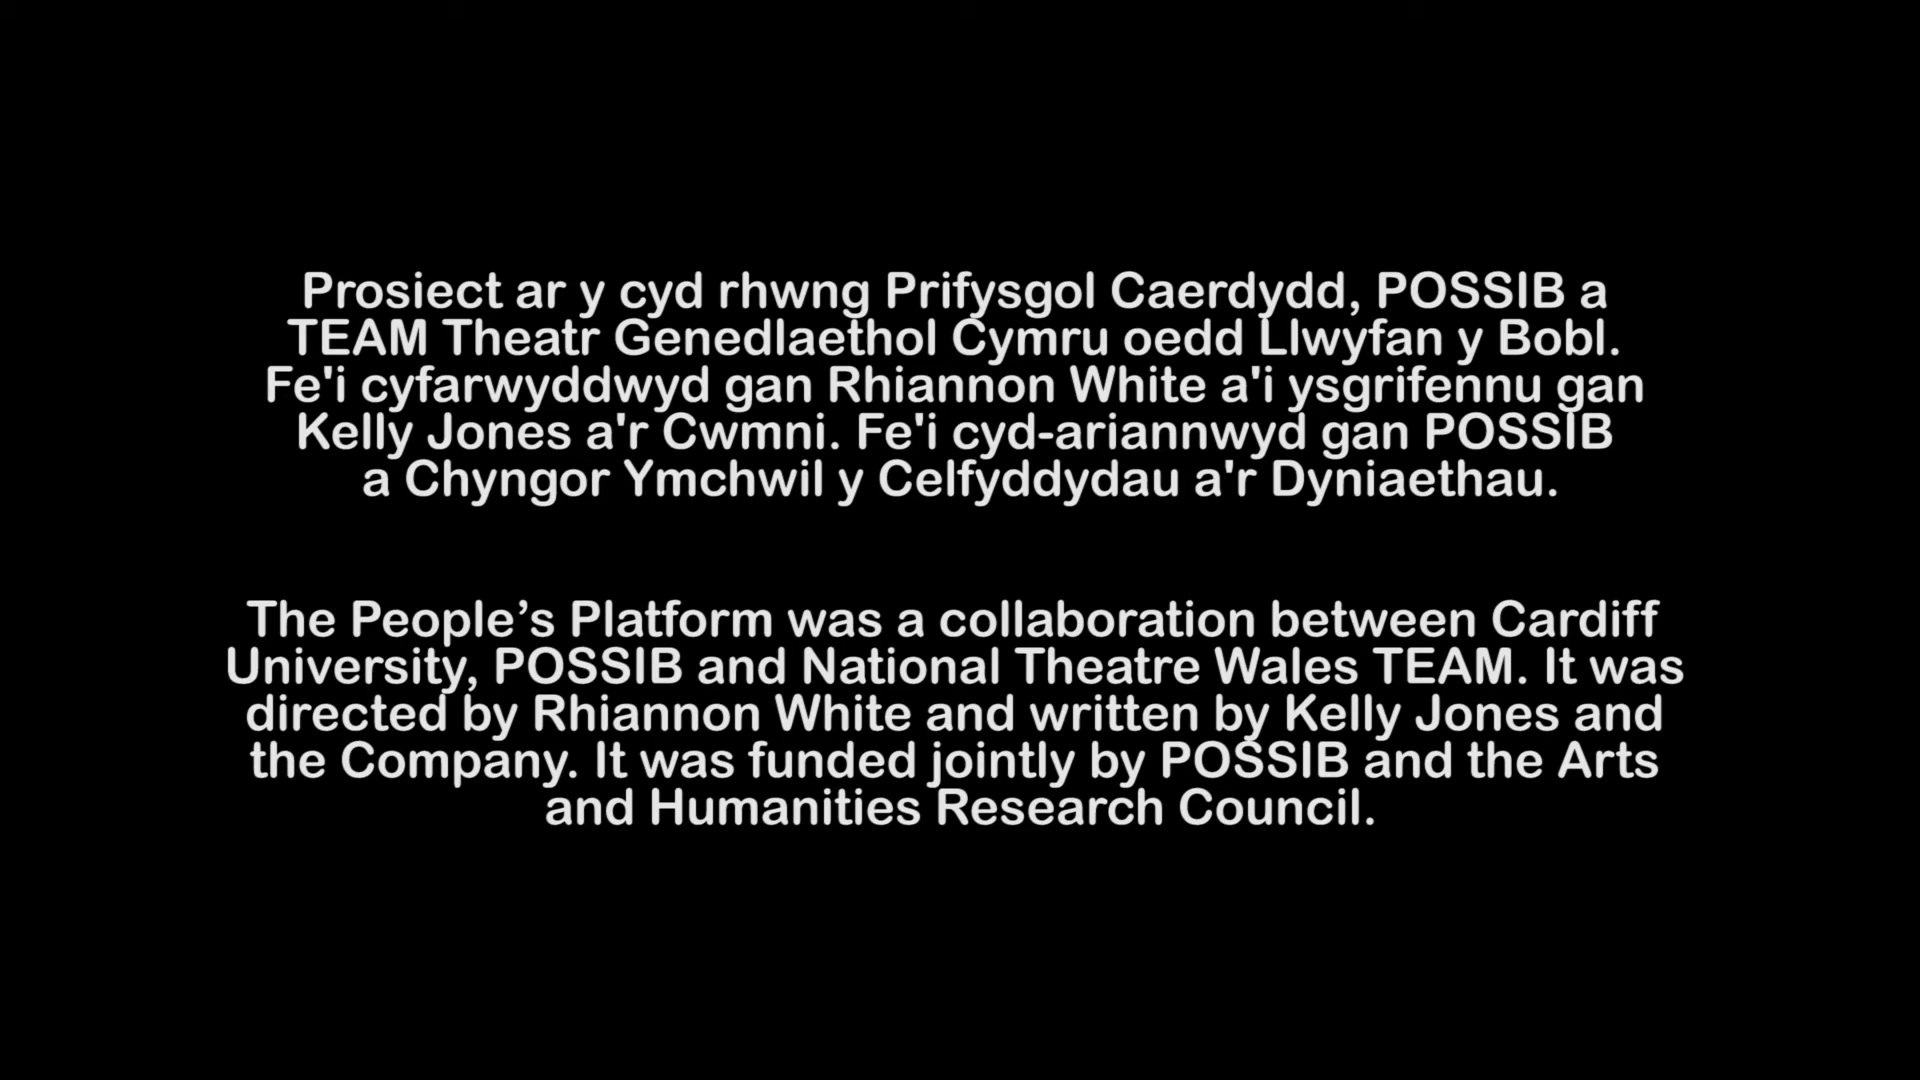 Prosiect ar y cyd rhwng Prifysgol Caerdydd, POSSIB a
TEAM Theatr Genedlaethol Cymru oedd Llwyfan y Bobl.
Fe'i cyfarwyddwyd gan Rhiannon White a'i ysgrifennu gan
Kelly Jones a'r Cwmni. Fe'i cyd-ariannwyd gan POSSIB
a Chyngor Ymchwil y Celfyddydau a'r Dyniaethau.
The People’s Platform was a collaboration between Cardiff
University, POSSIB and National Theatre Wales TEAM. It was
directed by Rhiannon White and written by Kelly Jones and
the Company. It was funded jointly by POSSIB and the Arts
and Humanities Research Council.